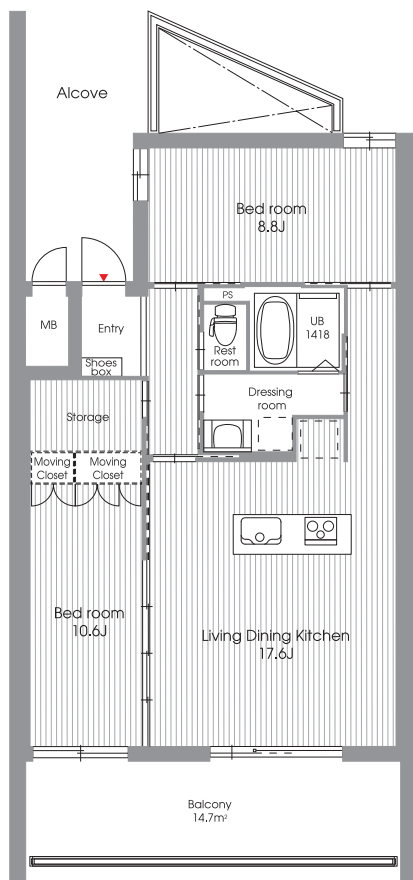 Alcove
Bed room
8.8J
PS
UB
1418
MB
Entry
Rest
room
Shoes
box
Dressing
room
Storage
Moving
Closet
Moving
Closet
Bed room
10.6J
Living Dining Kitchen
17.6J
Balcony
14.7m²